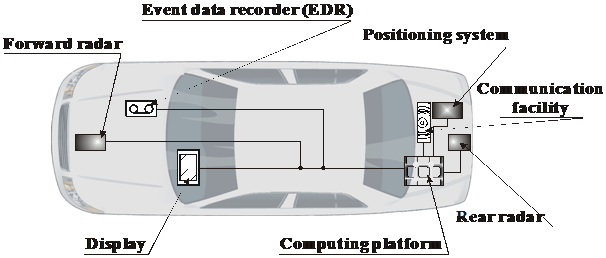 Event data recorder (EDR)
Forward radar
Positioning system
Communication
facility
Rear radar
Display
Computing platform